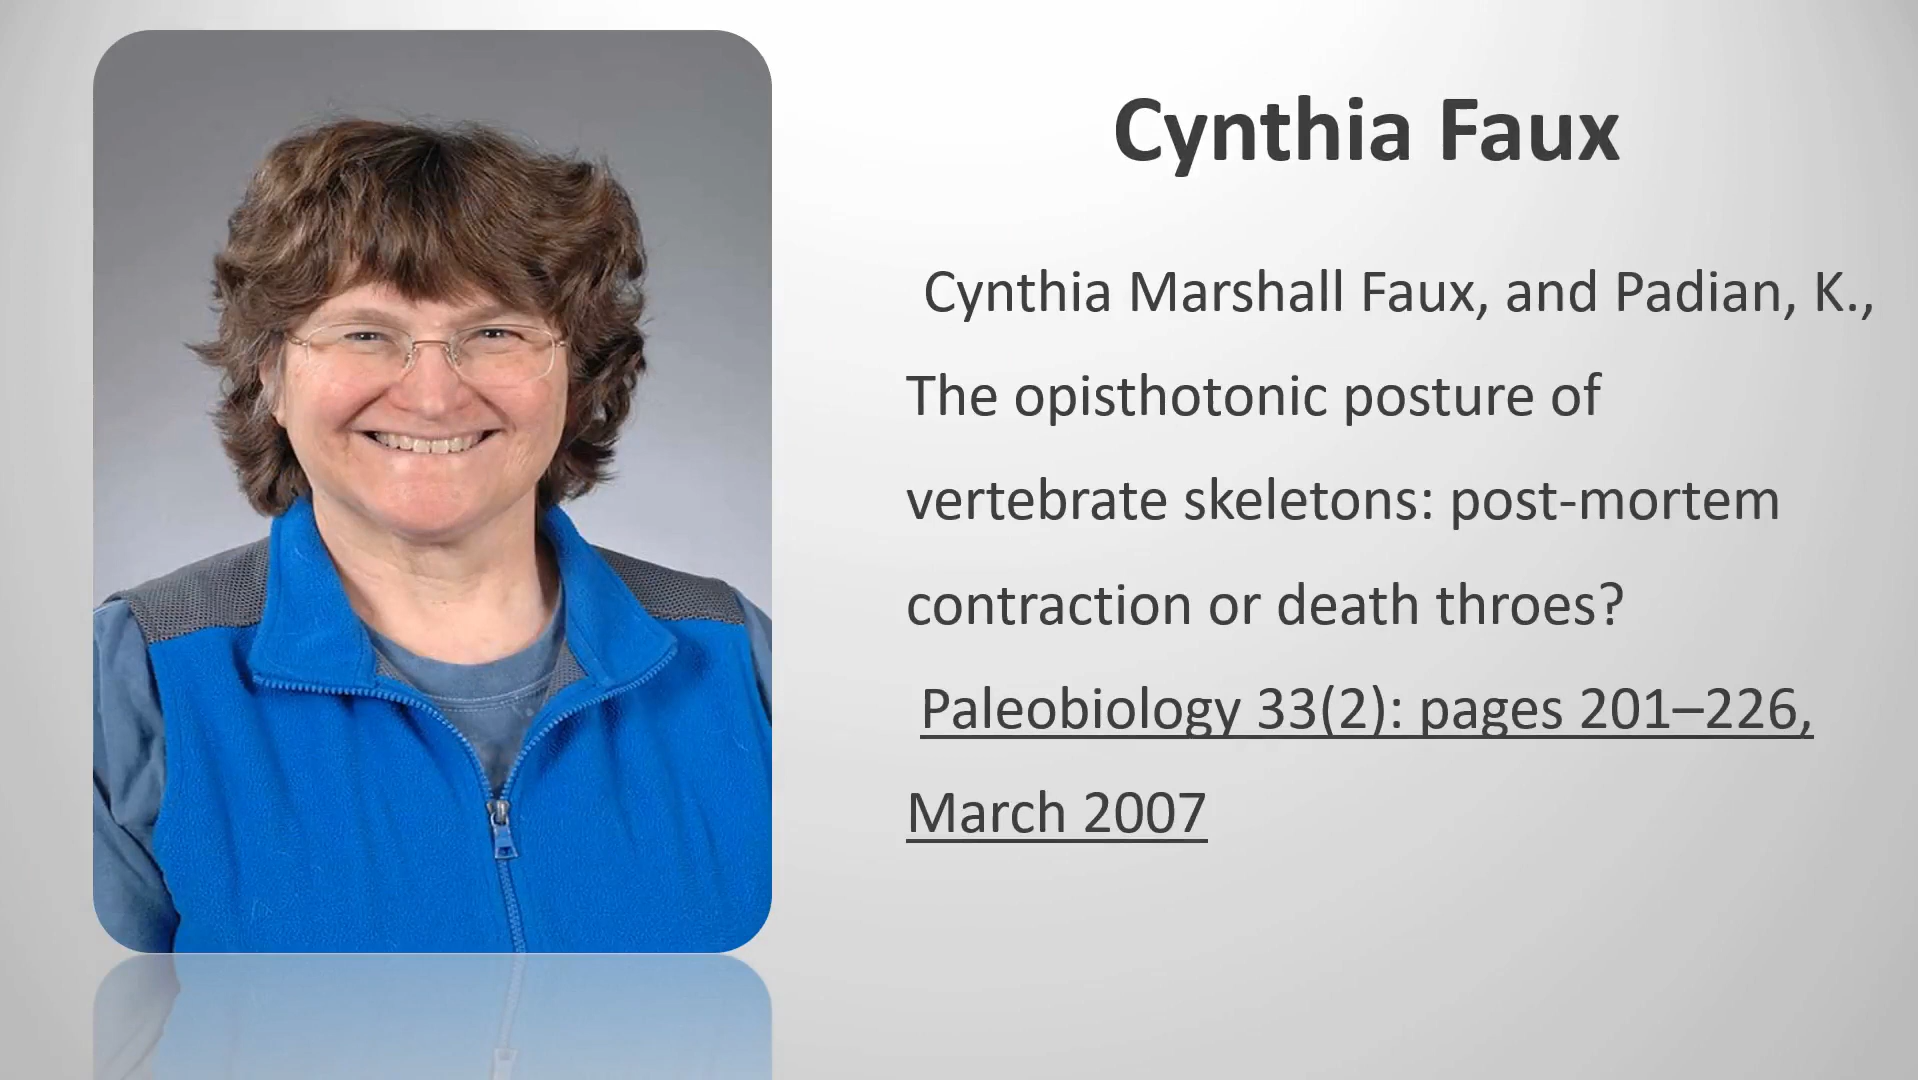 Cynthia Faux
Cynthia Marshall Faux, and Padian, K.,
The opisthotonic posture of
vertebrate skeletons: post-mortem
contraction or death throes?
Paleobiology 33(2): pages 201–226,
March 2007